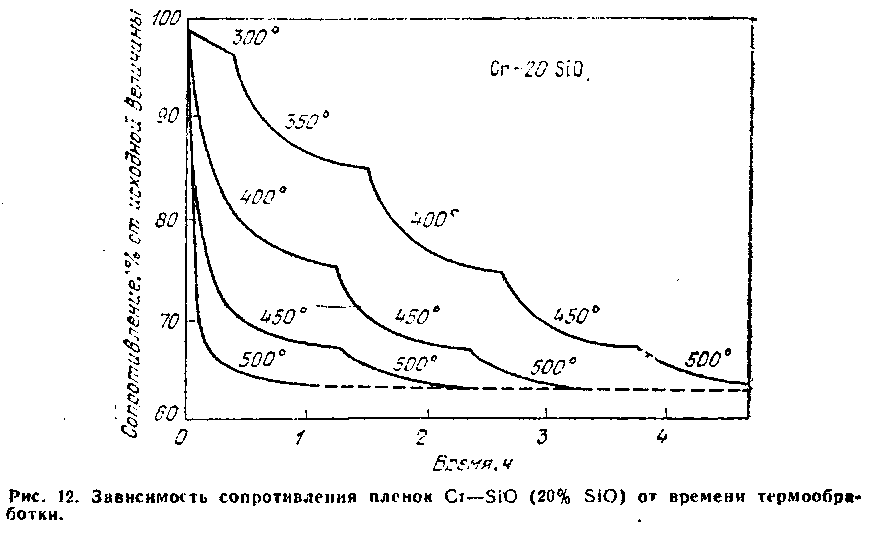 Сопротивление, % от исходной величины
100
90
80
70
60
300°
Cr-20 SiO
350°
400°
400°
450°
450°
450°
500°
500°
500°
500°
0 1 2 3 4
Время, ч
Рис. 12. Зависимость сопротивления пленок Cr—SiO (20% SiO) от времени термообра-
ботки.